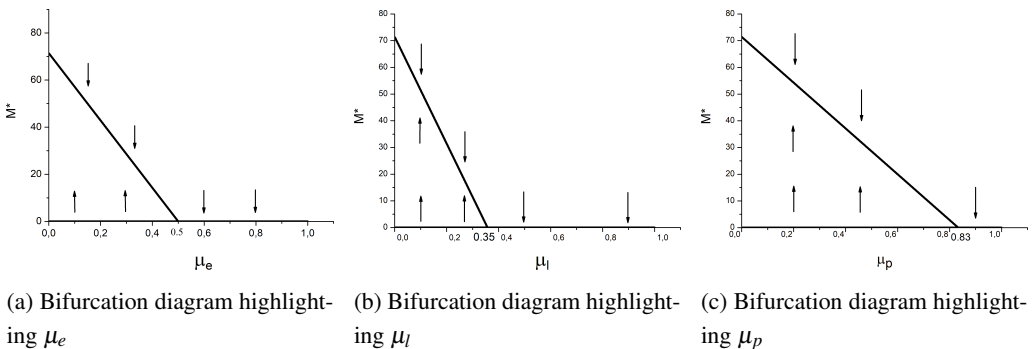 80
60
40
20
0
M*
0,0 0,2 0,4 0.5 0,6 0,8 1,0
μe
80
70
60
50
40
30
20
10
0
M*
0,0 0,2 0.35 0,4 0,6 0,8 1,0
μl
80
70
60
50
40
30
20
10
0
M*
0,0 0,2 0,4 0,6 0,8 0.83 1,0
μp
(a) Bifurcation diagram highlight-
ing μe
(b) Bifurcation diagram highlight-
ing μl
(c) Bifurcation diagram highlight-
ing μp